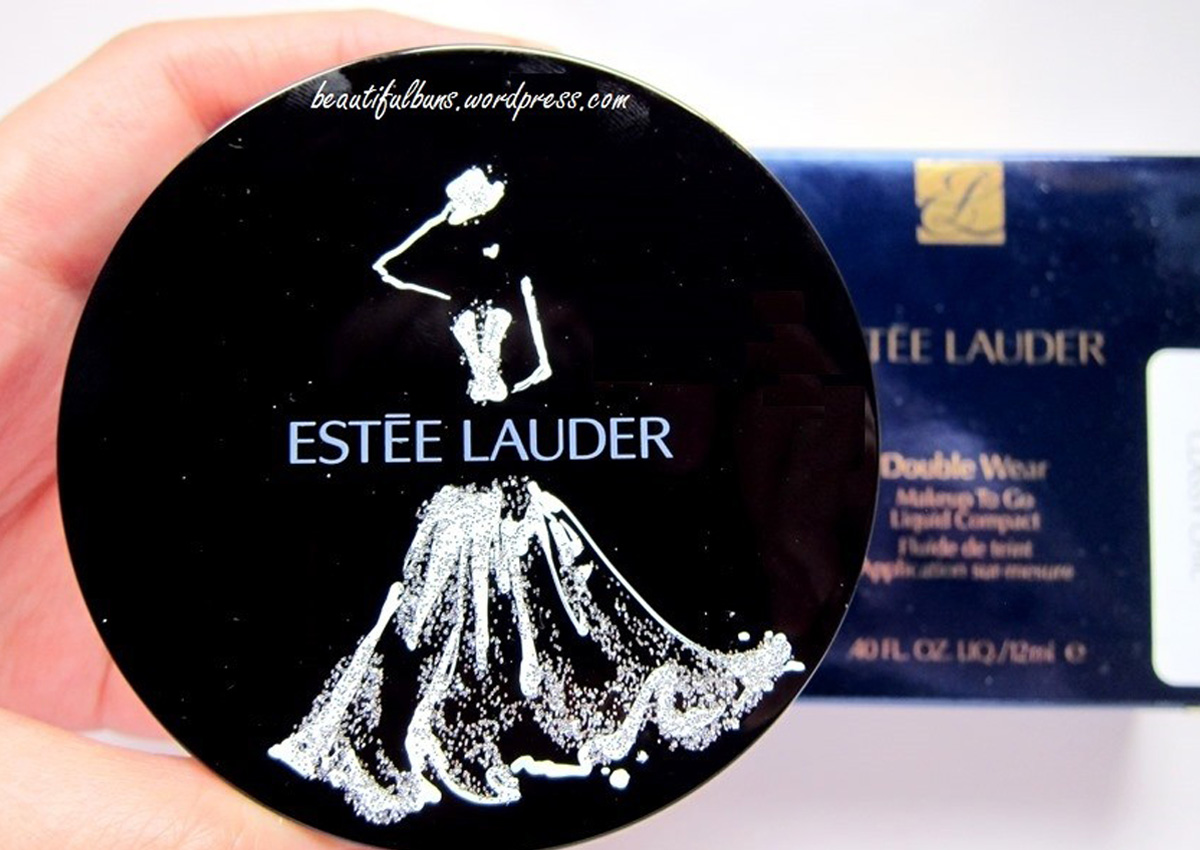 beautifulbuns.wordpress.com
ESTĒE LAUDER
TĒE LAUDER
Double Wear
Makeup To Go
Liquid Compact
Fluide de teint
Application sur-mesure
.40 FL. OZ. LIQ./12ml ℮